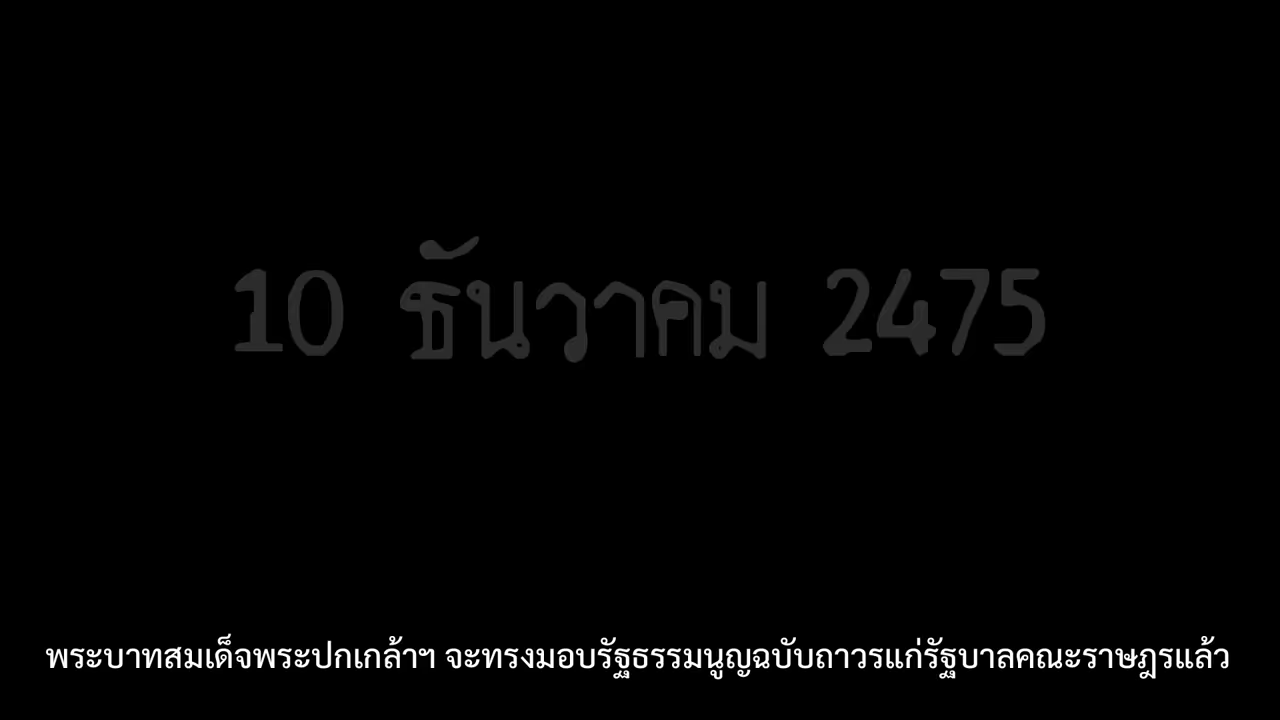 10 ธันวาคม 2475
พระบาทสมเด็จพระปกเกล้าฯ จะทรงมอบรัฐธรรมนูญฉบับถาวรแก่รัฐบาลคณะราษฎรแล้ว